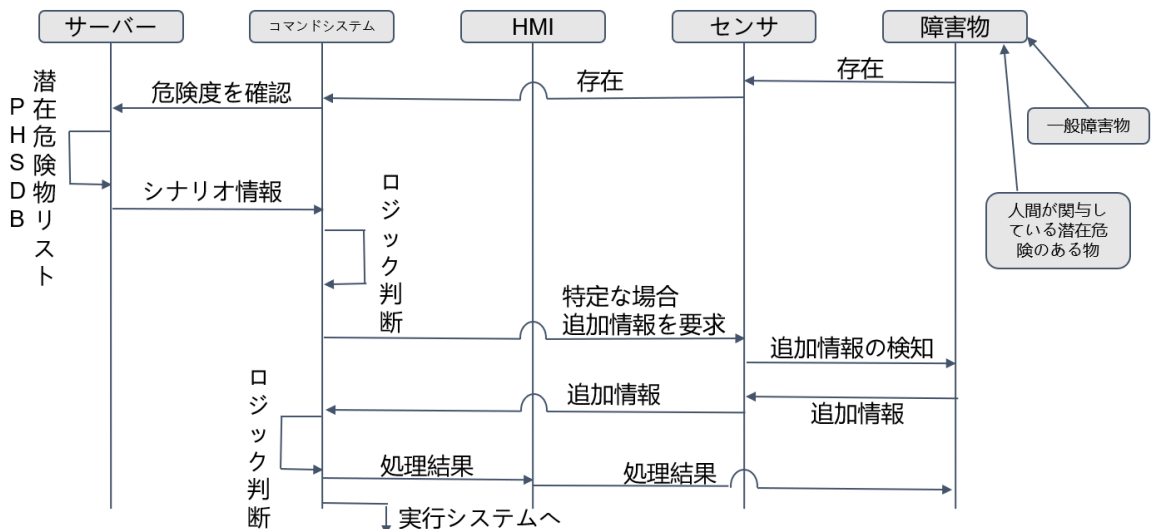 サーバー
コマンドシステム
HMI
センサ
障害物
存在
存在
危険度を確認
潜在危険物リスト
PHSDB
一般障害物
シナリオ情報
ロジック判断
人間が関与し
ている潜在危
険のある物
特定な場合
追加情報を要求
追加情報の検知
追加情報
追加情報
ロジック判断
処理結果
処理結果
実行システムへ